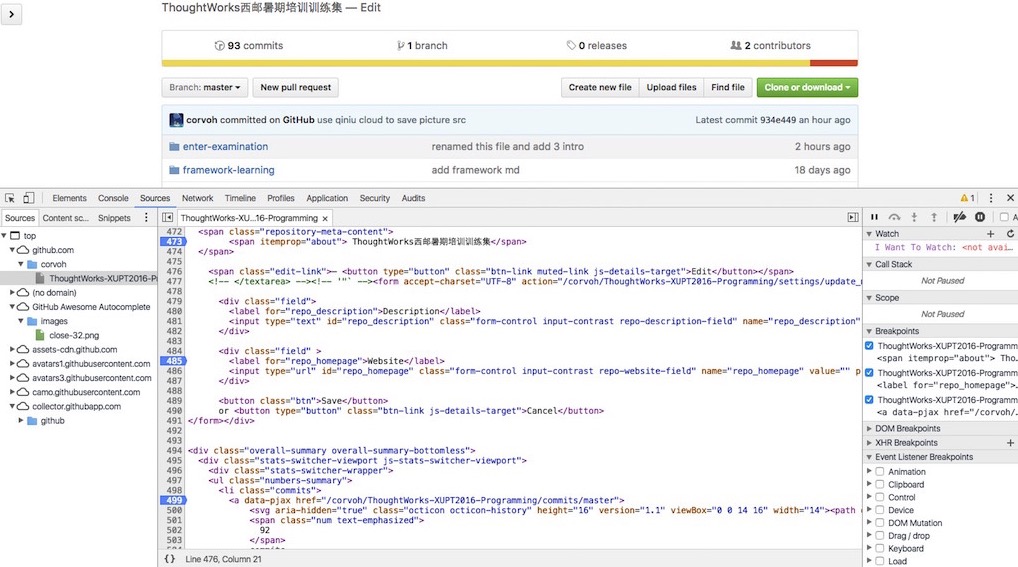 ThoughtWorks西邮暑期培训训练集 — Edit
93 commits
1 branch
0 releases
2 contributors
Branch: master
New pull request
Create new file
Upload files
Find file
Clone or download
corvoh committed on GitHub use qiniu cloud to save picture src
Latest commit 934e449 an hour ago
enter-examination
renamed this file and add 3 intro
2 hours ago
framework-learning
add framework md
18 days ago
Elements Console Sources Network Timeline Profiles Application Security Audits
1
Sources Content sc... Snippets
ThoughtWorks-XU...16-Programming ×
top
github.com
corvoh
ThoughtWorks-XUPT2016-P
(no domain)
GitHub Awesome Autocomplete
images
close-32.png
assets-cdn.github.com
avatars1.githubusercontent.com
avatars3.githubusercontent.com
camo.githubusercontent.com
collector.githubapp.com
github
472 <span class="repository-meta-content">
473 <span itemprop="about"> ThoughtWorks西邮暑期培训训练集</span>
474 </span>
475
476 <span class="edit-link">— <button type="button" class="btn-link muted-link js-details-target">Edit</button></span>
477 <!-- </textarea> --><!-- '"` --><form accept-charset="UTF-8" action="/corvoh/ThoughtWorks-XUPT2016-Programming/settings/update_
478
479 <div class="field">
480 <label for="repo_description">Description</label>
481 <input type="text" id="repo_description" class="form-control input-contrast repo-description-field" name="repo_description"
482 </div>
483
484 <div class="field" >
485 <label for="repo_homepage">Website</label>
486 <input type="url" id="repo_homepage" class="form-control input-contrast repo-website-field" name="repo_homepage" value="" p
487 </div>
488
489 <button class="btn">Save</button>
490 or <button type="button" class="btn-link js-details-target">Cancel</button>
491 </form></div>
492
493
494 <div class="overall-summary overall-summary-bottomless">
495 <div class="stats-switcher-viewport js-stats-switcher-viewport">
496 <div class="stats-switcher-wrapper">
497 <ul class="numbers-summary">
498 <li class="commits">
499 <a data-pjax href="/corvoh/ThoughtWorks-XUPT2016-Programming/commits/master">
500 <svg aria-hidden="true" class="octicon octicon-history" height="16" version="1.1" viewBox="0 0 14 16" width="14"><path
501 <span class="num text-emphasized">
502 92
503 </span>
{} Line 476, Column 21
A
Watch
I Want To Watch: <not avai...
Call Stack
Not Paused
Scope
Not Paused
Breakpoints
ThoughtWorks-XUPT2016-Programm
<span itemprop="about"> Tho...
ThoughtWorks-XUPT2016-Programm
<label for="repo_homepage">...
ThoughtWorks-XUPT2016-Programm
<a data-pjax href="/corvoh/...
DOM Breakpoints
XHR Breakpoints
Event Listener Breakpoints
Animation
Clipboard
Control
Device
DOM Mutation
Drag / drop
Keyboard
Load